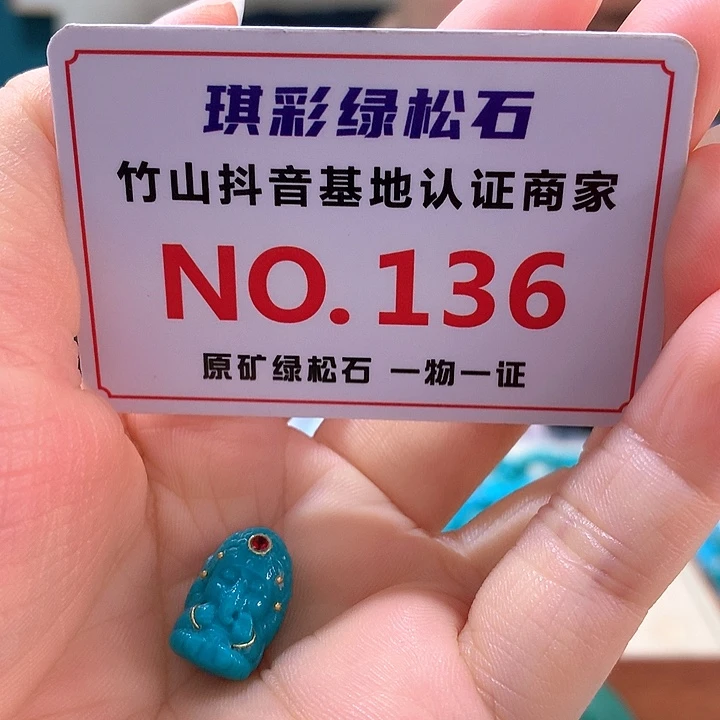 琪彩绿松石
竹山抖音基地认证商家
NO.136
原矿绿松石 一物一证